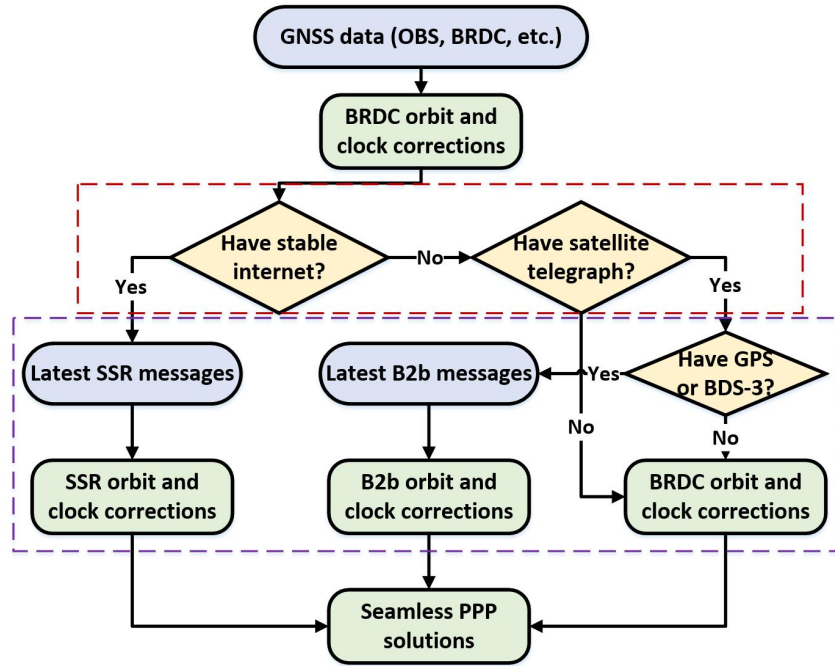 GNSS data (OBS, BRDC, etc.)
BRDC orbit and
clock corrections
Have stable
internet?
No
Have satellite
telegraph?
Yes
Yes
Latest SSR messages
Latest B2b messages
Yes
Have GPS
or BDS-3?
No
No
SSR orbit and
clock corrections
B2b orbit and
clock corrections
BRDC orbit and
clock corrections
Seamless PPP
solutions